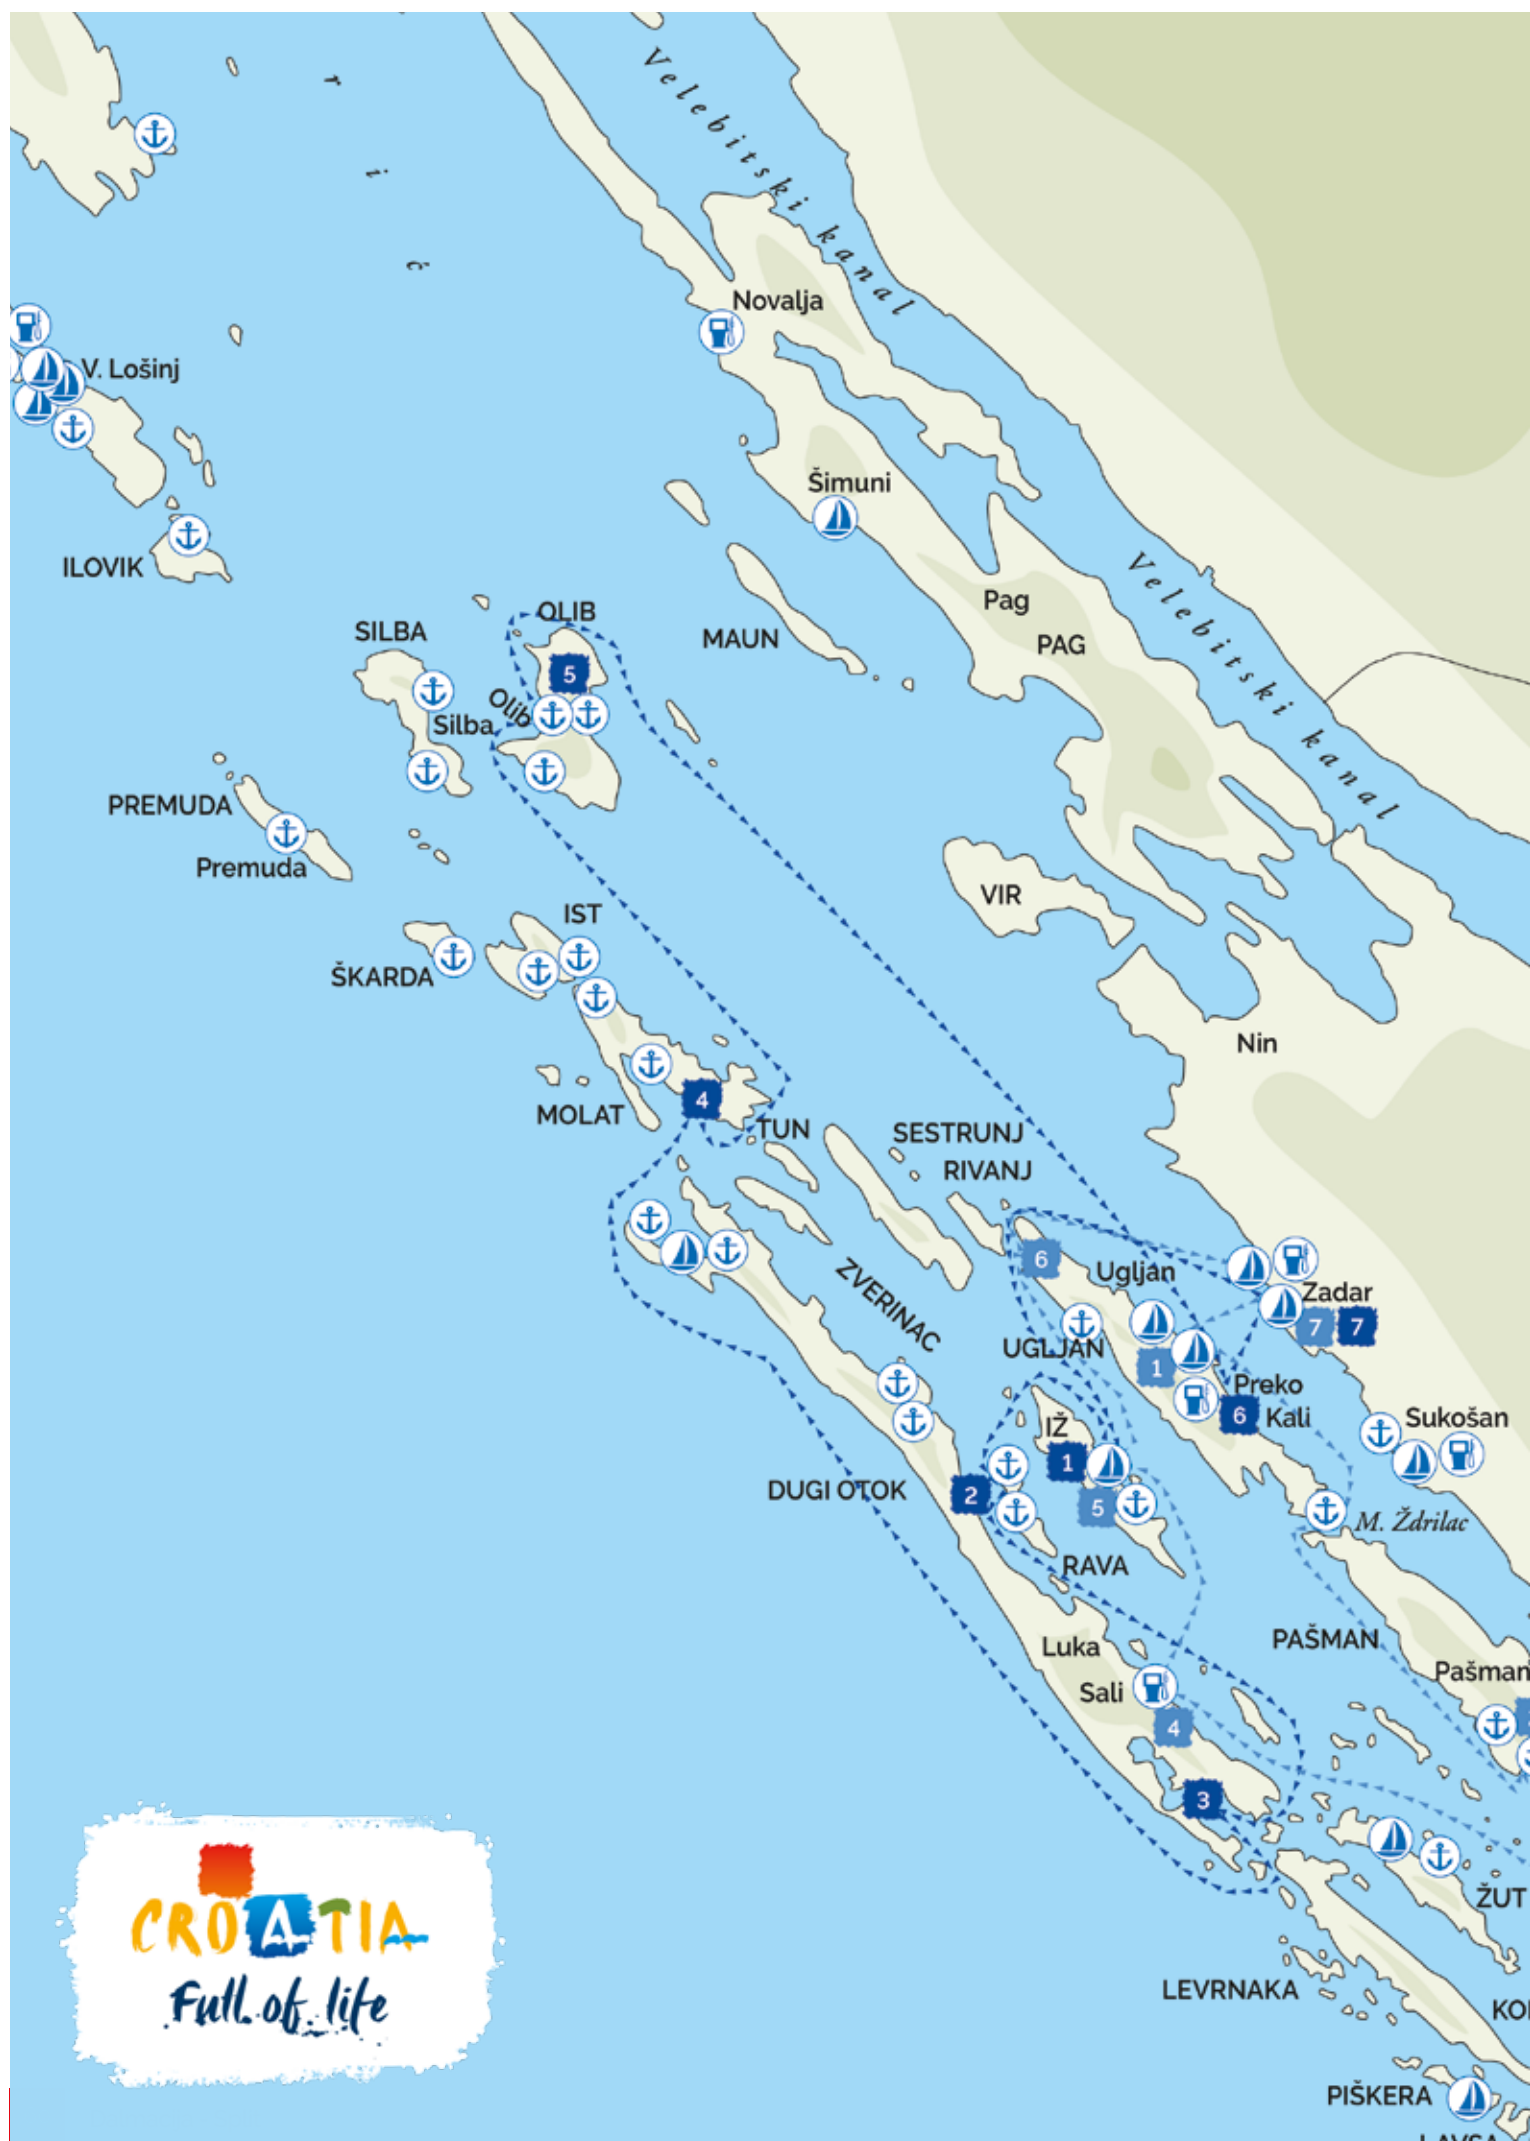 r
i
ć
Velebitski kanal
Novalja
V. Lošinj
Šimuni
ILOVIK
Velebitski kanal
Pag
OLIB
SILBA
MAUN
PAG
5
Olib
Silba
PREMUDA
Premuda
VIR
IST
ŠKARDA
Nin
4
MOLAT
TUN
SESTRUNJ
RIVANJ
6
Ugljan
ZVERINAC
Zadar
7
7
UGLJAN
1
Preko
6
Kali
IŽ
Sukošan
1
DUGI OTOK
2
5
M. Ždrilac
RAVA
PAŠMAN
Luka
Pašman
Sali
4
3
CROATIA
Full of life
ŽUT
LEVRNAKA
PIŠKERA